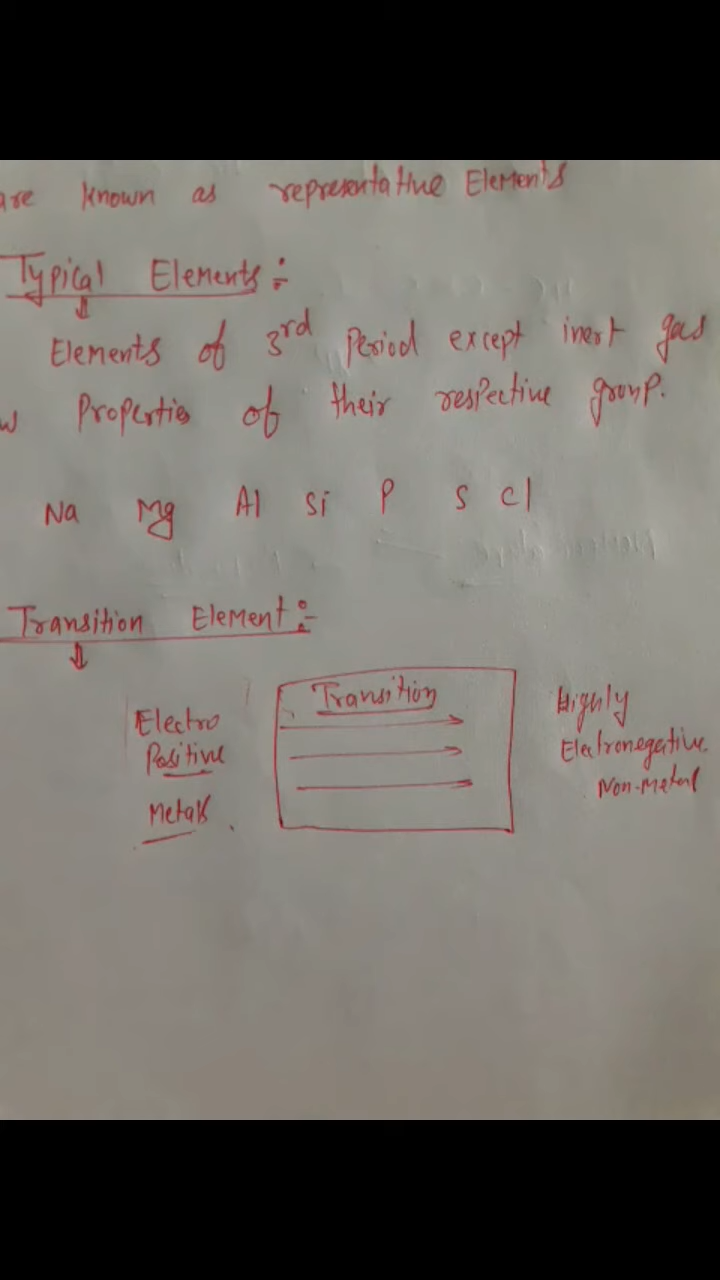 are known as representative Elements
Typical Elements :-
Elements of 3rd Period except inert gas
w Properties of their respective group.
Na Mg Al Si P S Cl
Transition Element :-
Transition
Electro
Positive
Metals
Highly
Electronegative
Non-Metal